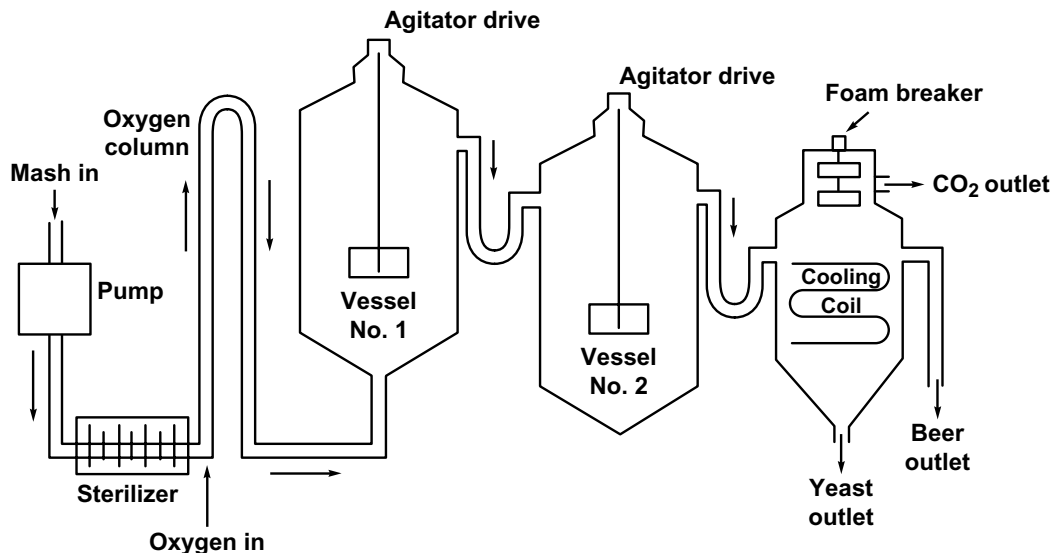 Agitator drive
Agitator drive
Foam breaker
Oxygen
column
Mash in
CO2 outlet
Pump
Cooling
Coil
Vessel
No. 1
Vessel
No. 2
Beer
outlet
Sterilizer
Yeast
outlet
Oxygen in